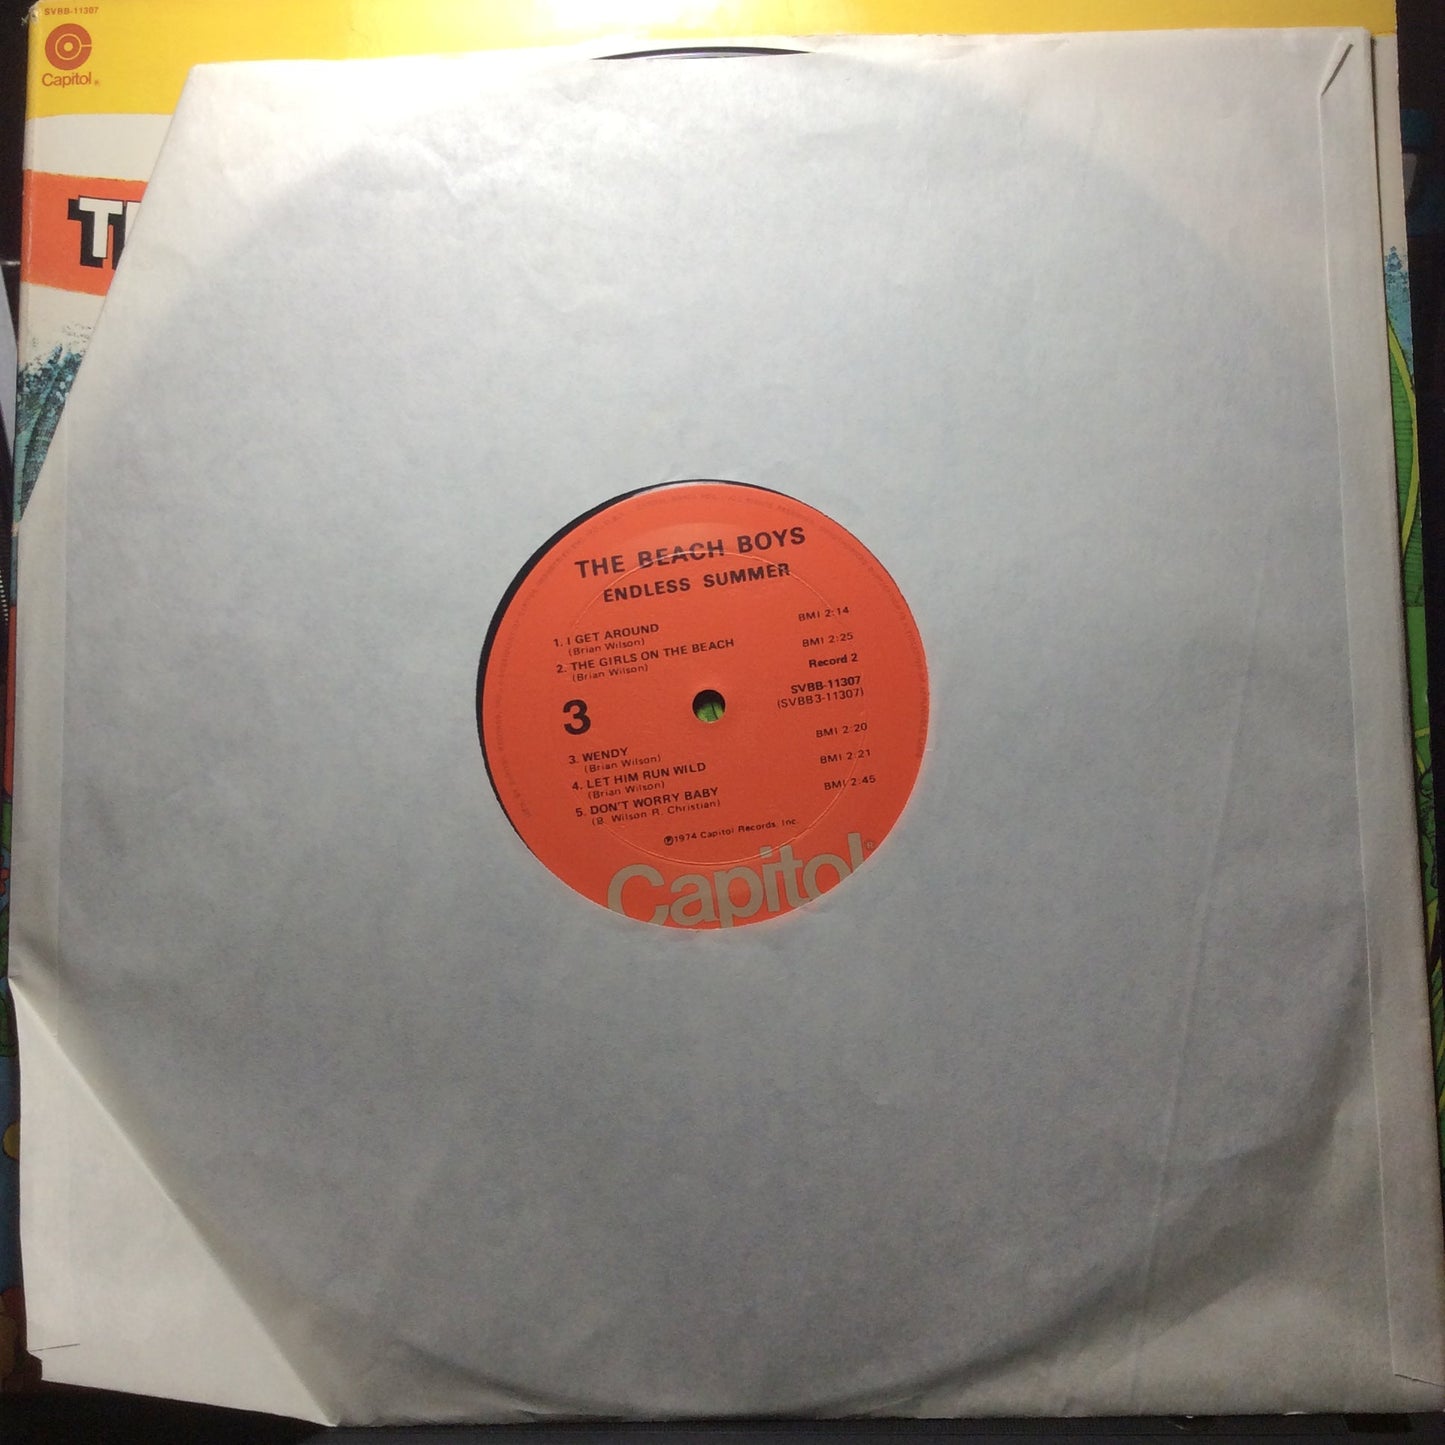 SVBB-11307
Capitol®
T
THE BEACH BOYS
ENDLESS SUMMER
1. I GET AROUND BMI 2:14
(Brian Wilson)
2. THE GIRLS ON THE BEACH BMI 2:25
(Brian Wilson)
Record 2
3
SVBB-11307
(SVBB3-11307)
3. WENDY BMI 2:20
(Brian Wilson)
4. LET HIM RUN WILD BMI 2:21
(Brian Wilson)
5. DON'T WORRY BABY BMI 2:45
(B. Wilson R. Christian)
℗1974 Capitol Records, Inc.
Capitol®